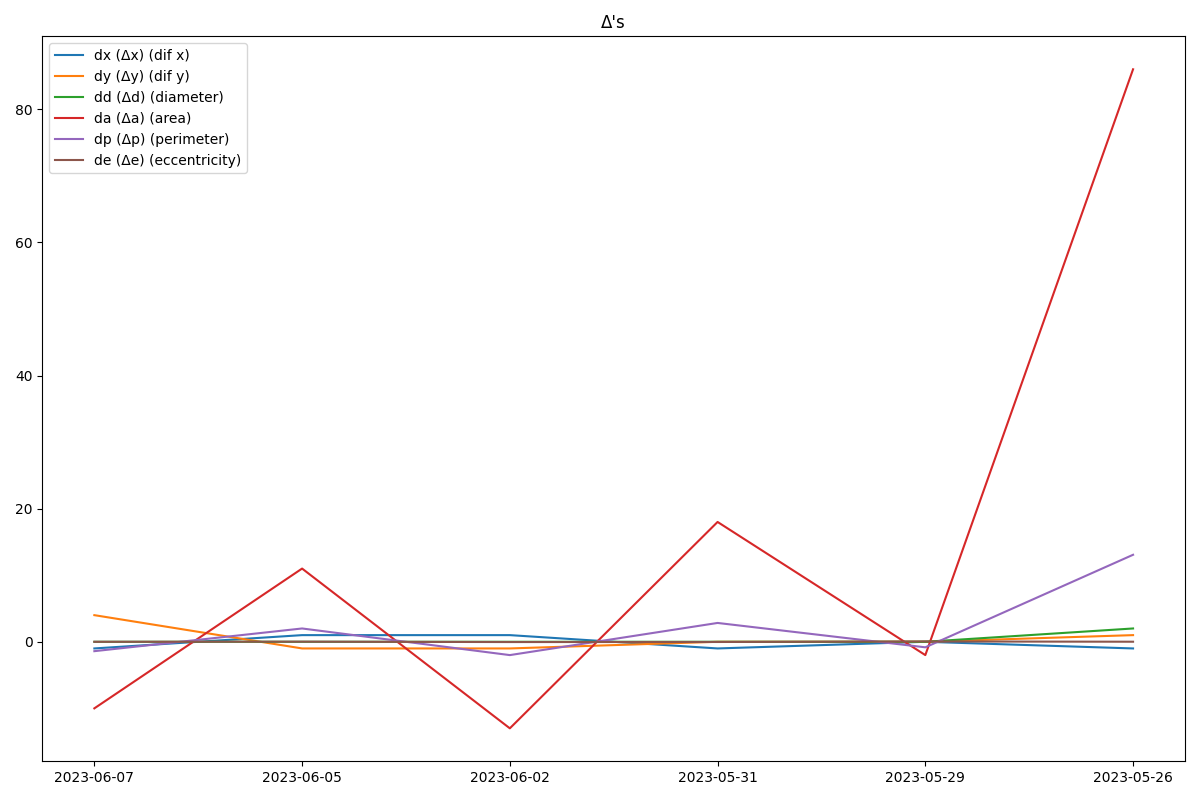 Δ's
dx (Δx) (dif x)
dy (Δy) (dif y)
dd (Δd) (diameter)
da (Δa) (area)
dp (Δp) (perimeter)
de (Δe) (eccentricity)
80
60
40
20
0
2023-06-07 2023-06-05 2023-06-02 2023-05-31 2023-05-29 2023-05-26